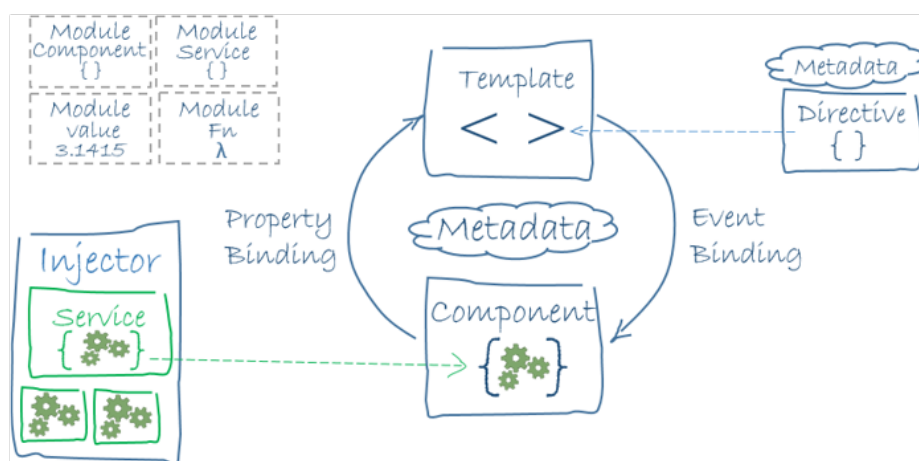 Module
Component
{ }
Module
Service
{ }
Module
value
3.1415
Module
Fn
λ
Template
< >
Metadata
Directive
{ }
Property
Binding
Metadata
Event
Binding
Injector
Service
{ }
Component
{ }